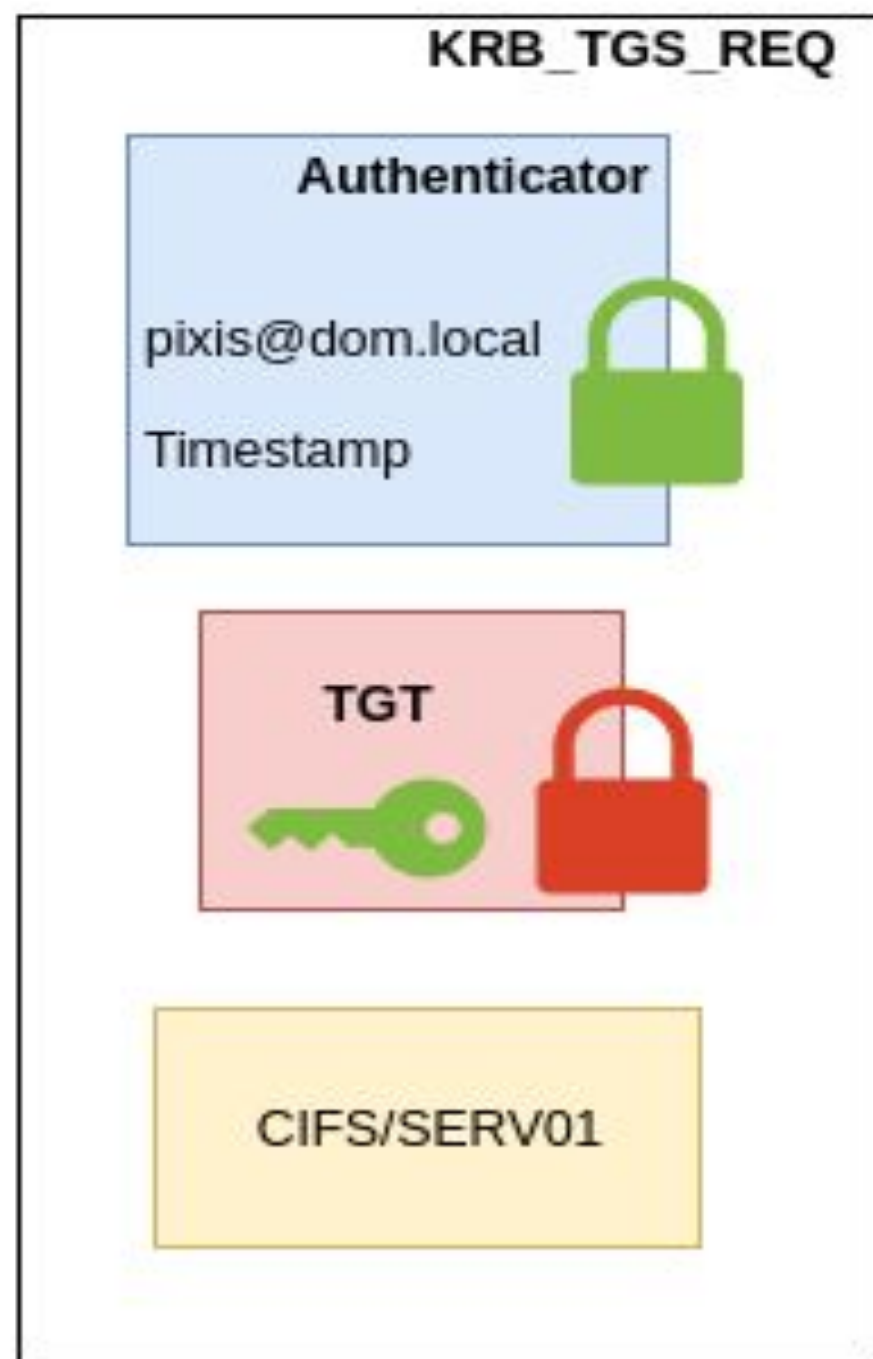 KRB_TGS_REQ
Authenticator
pixis@dom.local
Timestamp
TGT
CIFS/SERV01